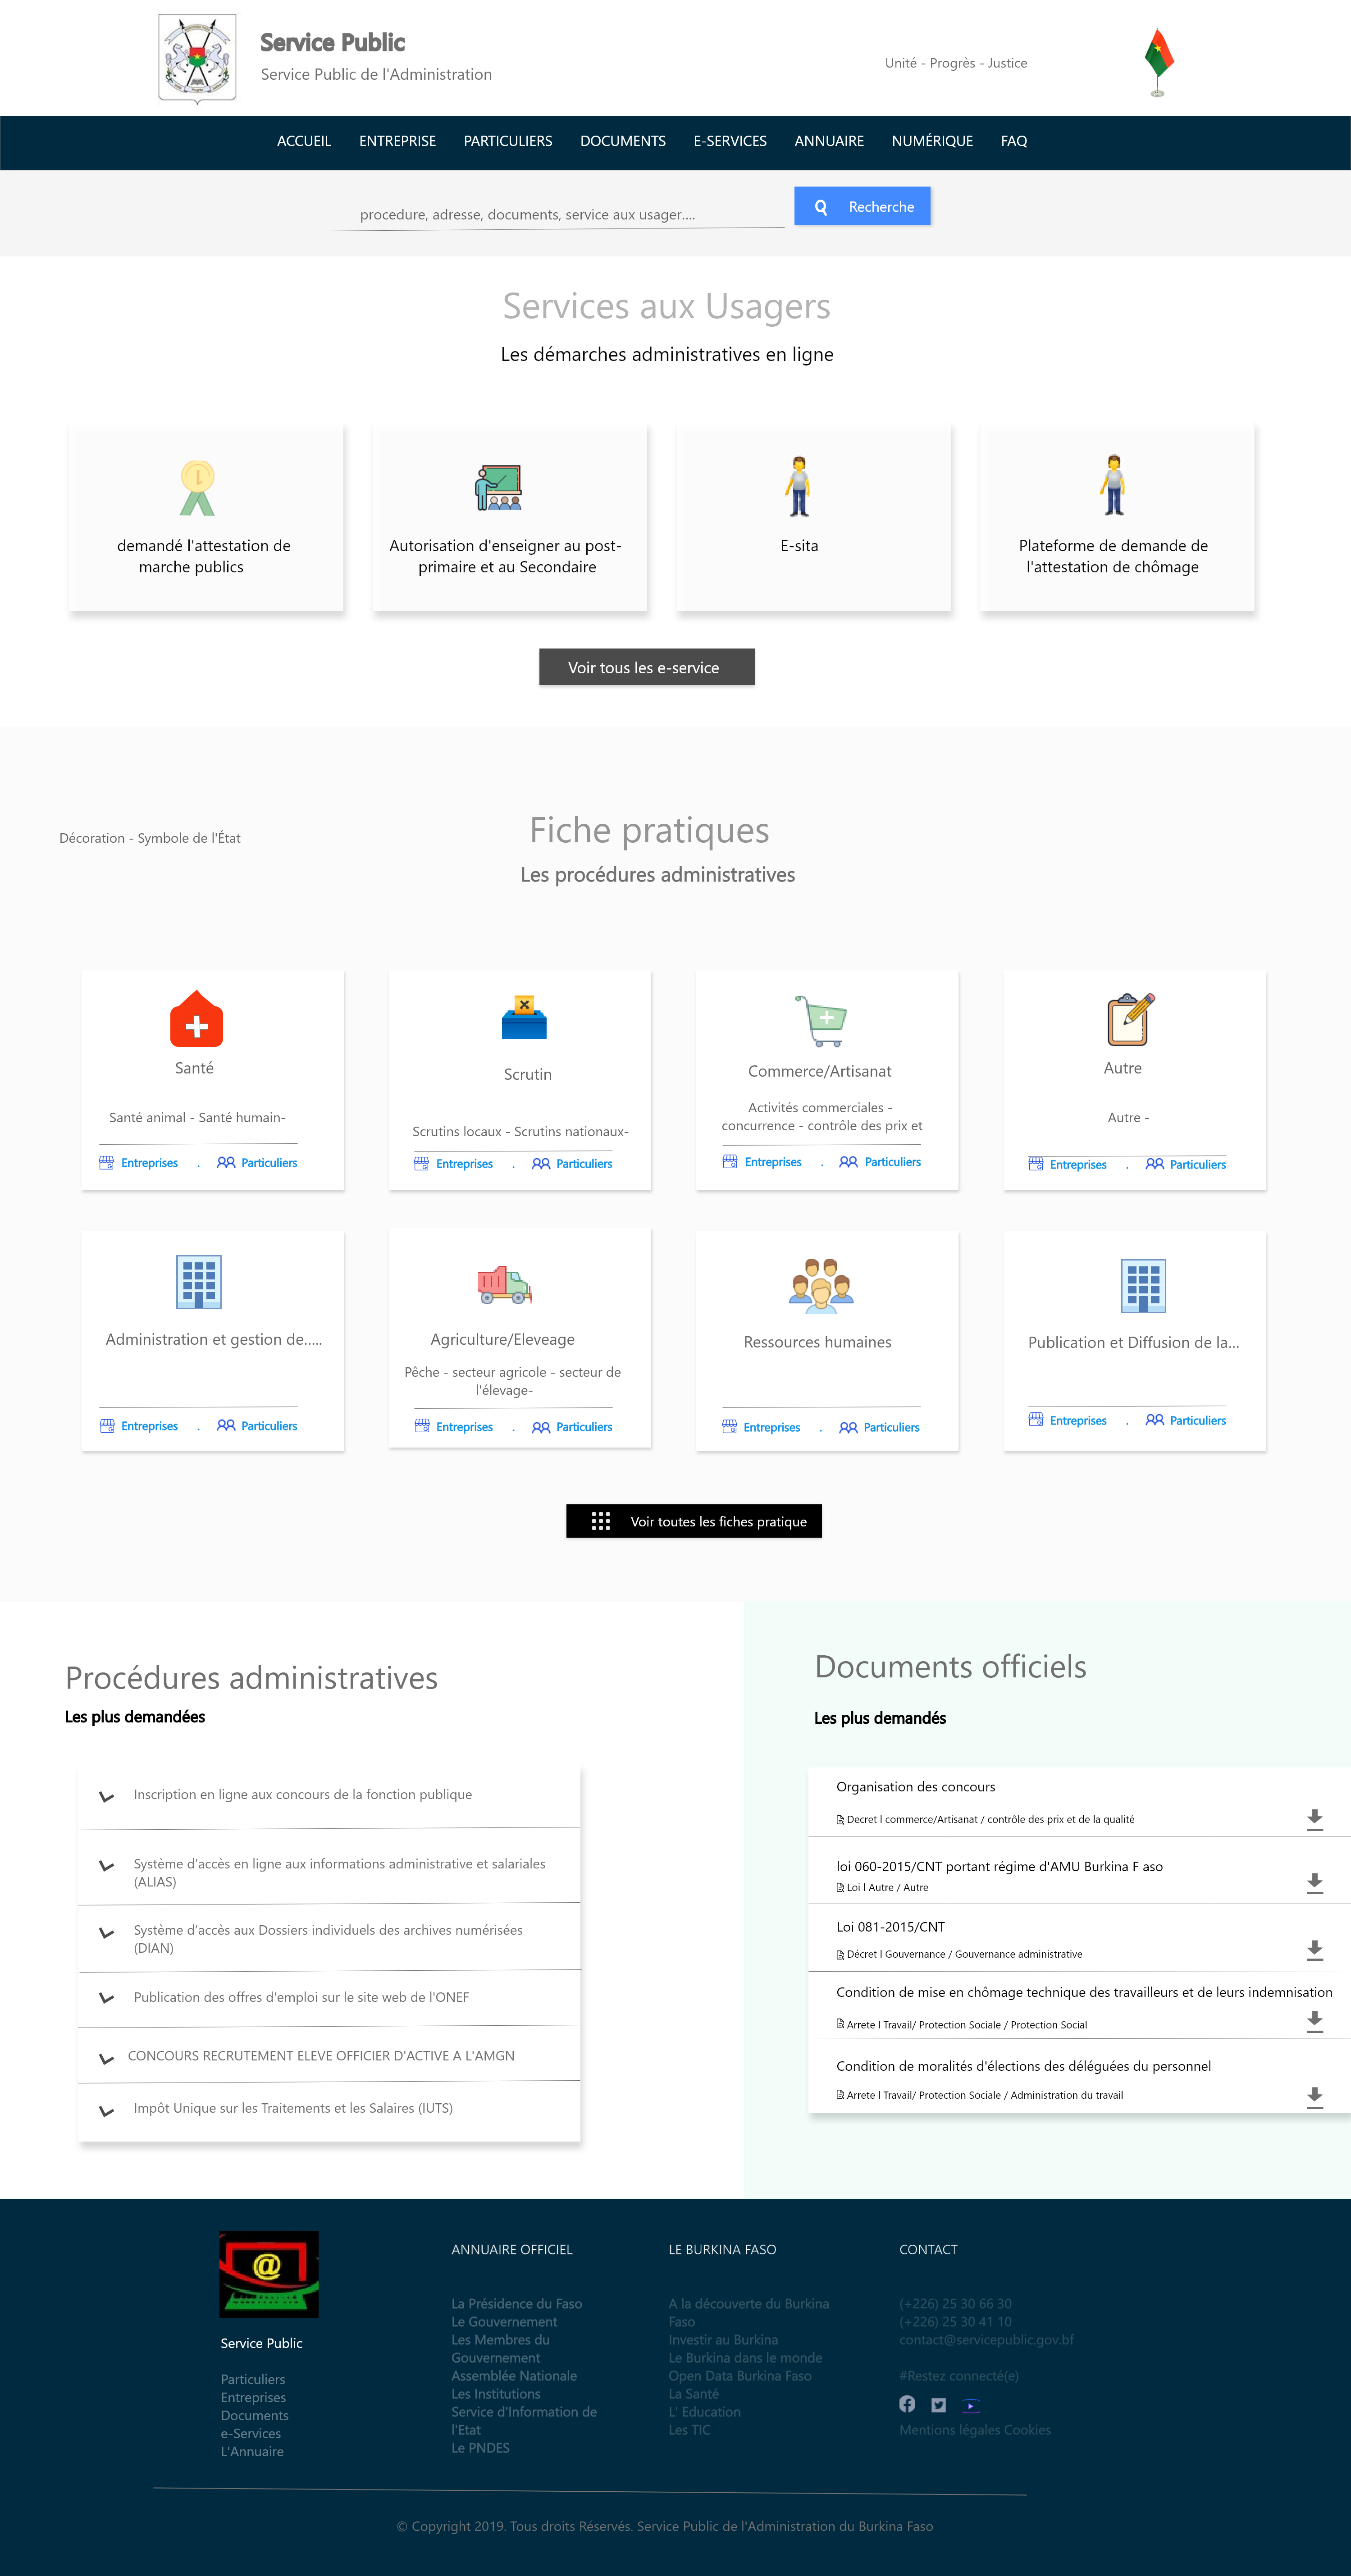 Service Public
Service Public de l'Administration
Unité - Progrès - Justice
ACCUEIL ENTREPRISE PARTICULIERS DOCUMENTS E-SERVICES ANNUAIRE NUMÉRIQUE FAQ
procedure, adresse, documents, service aux usager....
Recherche
Services aux Usagers
Les démarches administratives en ligne
demandé l'attestation de
marche publics
Autorisation d'enseigner au post-
primaire et au Secondaire
E-sita
Plateforme de demande de
l'attestation de chômage
Voir tous les e-service
Décoration - Symbole de l'État
Fiche pratiques
Les procédures administratives
Santé
Santé animal - Santé humain-
Entreprises . Particuliers
Scrutin
Scrutins locaux - Scrutins nationaux-
Entreprises . Particuliers
Commerce/Artisanat
Activités commerciales -
concurrence - contrôle des prix et
Entreprises . Particuliers
Autre
Autre -
Entreprises . Particuliers
Administration et gestion de.....
Entreprises . Particuliers
Agriculture/Eleveage
Pêche - secteur agricole - secteur de
l'élevage-
Entreprises . Particuliers
Ressources humaines
Entreprises . Particuliers
Publication et Diffusion de la...
Entreprises . Particuliers
Voir toutes les fiches pratique
Procédures administratives
Les plus demandées
Inscription en ligne aux concours de la fonction publique
Système d'accès en ligne aux informations administrative et salariales
(ALIAS)
Système d'accès aux Dossiers individuels des archives numérisées
(DIAN)
Publication des offres d'emploi sur le site web de l'ONEF
CONCOURS RECRUTEMENT ELEVE OFFICIER D'ACTIVE A L'AMGN
Impôt Unique sur les Traitements et les Salaires (IUTS)
Documents officiels
Les plus demandés
Organisation des concours
Decret l commerce/Artisanat / contrôle des prix et de la qualité
loi 060-2015/CNT portant régime d'AMU Burkina F aso
Loi l Autre / Autre
Loi 081-2015/CNT
Décret l Gouvernance / Gouvernance administrative
Condition de mise en chômage technique des travailleurs et de leurs indemnisation
Arrete l Travail/ Protection Sociale / Protection Social
Condition de moralités d'élections des déléguées du personnel
Arrete l Travail/ Protection Sociale / Administration du travail
@
Service Public
Particuliers
Entreprises
Documents
e-Services
L'Annuaire
ANNUAIRE OFFICIEL
La Présidence du Faso
Le Gouvernement
Les Membres du
Gouvernement
Assemblée Nationale
Les Institutions
Service d'Information de
l'Etat
Le PNDES
LE BURKINA FASO
A la découverte du Burkina
Faso
Investir au Burkina
Le Burkina dans le monde
Open Data Burkina Faso
La Santé
L' Education
Les TIC
CONTACT
(+226) 25 30 66 30
(+226) 25 30 41 10
contact@servicepublic.gov.bf
#Restez connecté(e)
Mentions légales Cookies
© Copyright 2019. Tous droits Réservés. Service Public de l'Administration du Burkina Faso